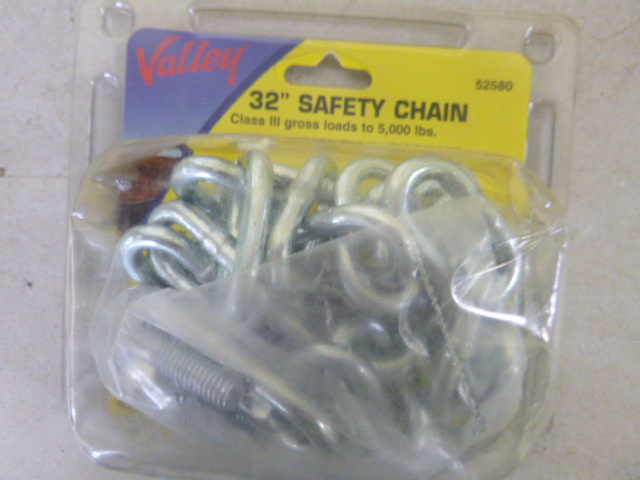 Valley
52580
32" SAFETY CHAIN
Class III gross loads to 5,000 lbs.